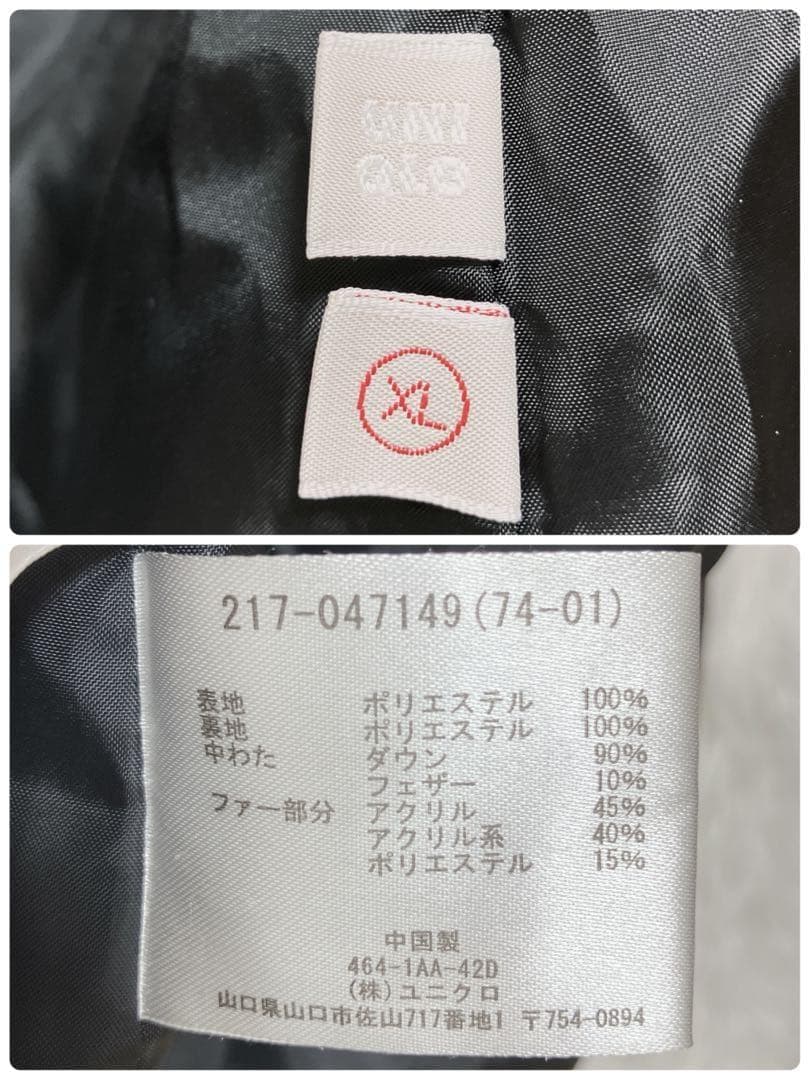 XL
217-047149(74-01)
表地 ポリエステル 100%
裏地 ポリエステル 100%
中わた ダウン 90%
フェザー 10%
ファー部分 アクリル 45%
アクリル系 40%
ポリエステル 15%
中国製
464-1AA-42D
(株)ユニクロ
山口県山口市佐山717番地1 〒754-0894